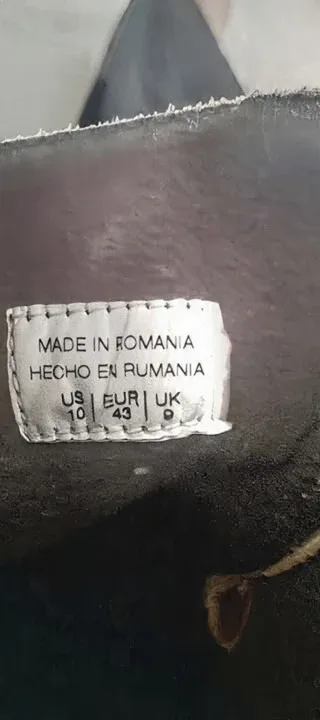 MADE IN ROMANIA
HECHO EN RUMANIA
US | EUR | UK
10 | 43 | 9